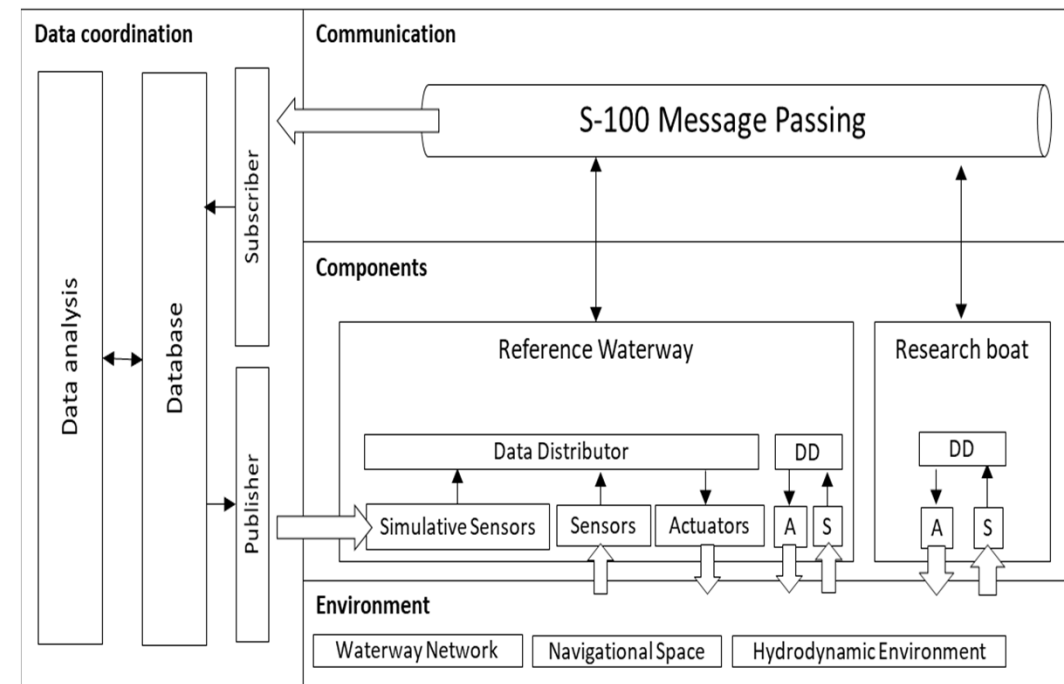 Data coordination
Data analysis
Database
Subscriber
Publisher
Communication
S-100 Message Passing
Components
Reference Waterway
Data Distributor
DD
Simulative Sensors
Sensors
Actuators
A
S
Research boat
DD
A
S
Environment
Waterway Network
Navigational Space
Hydrodynamic Environment